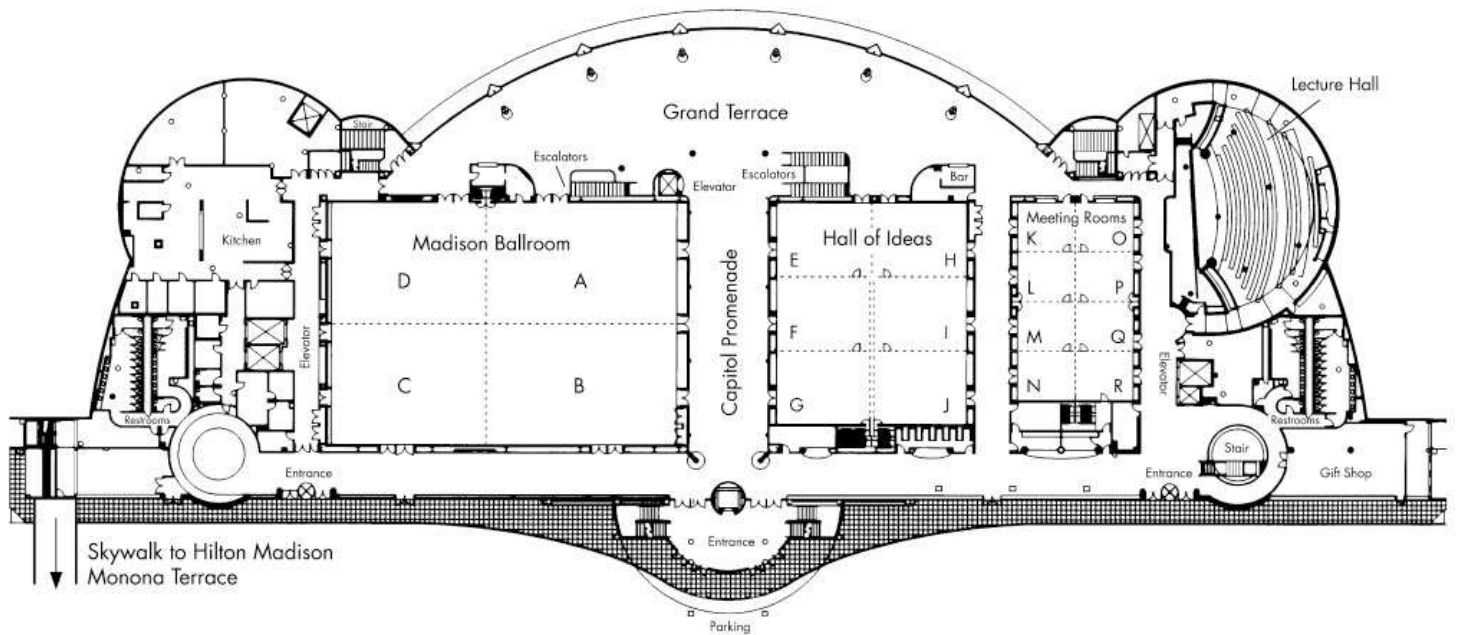 Lecture Hall
Grand Terrace
Stair
Escalators
Elevator
Escalators
Bar
Kitchen
Madison Ballroom
D
A
C
B
Elevator
Capitol Promenade
Hall of Ideas
E
H
F
I
G
J
Meeting Rooms
K
O
L
P
M
Q
N
R
Elevator
Restrooms
Restrooms
Stair
Gift Shop
Entrance
Entrance
Entrance
Skywalk to Hilton Madison
Monona Terrace
Parking